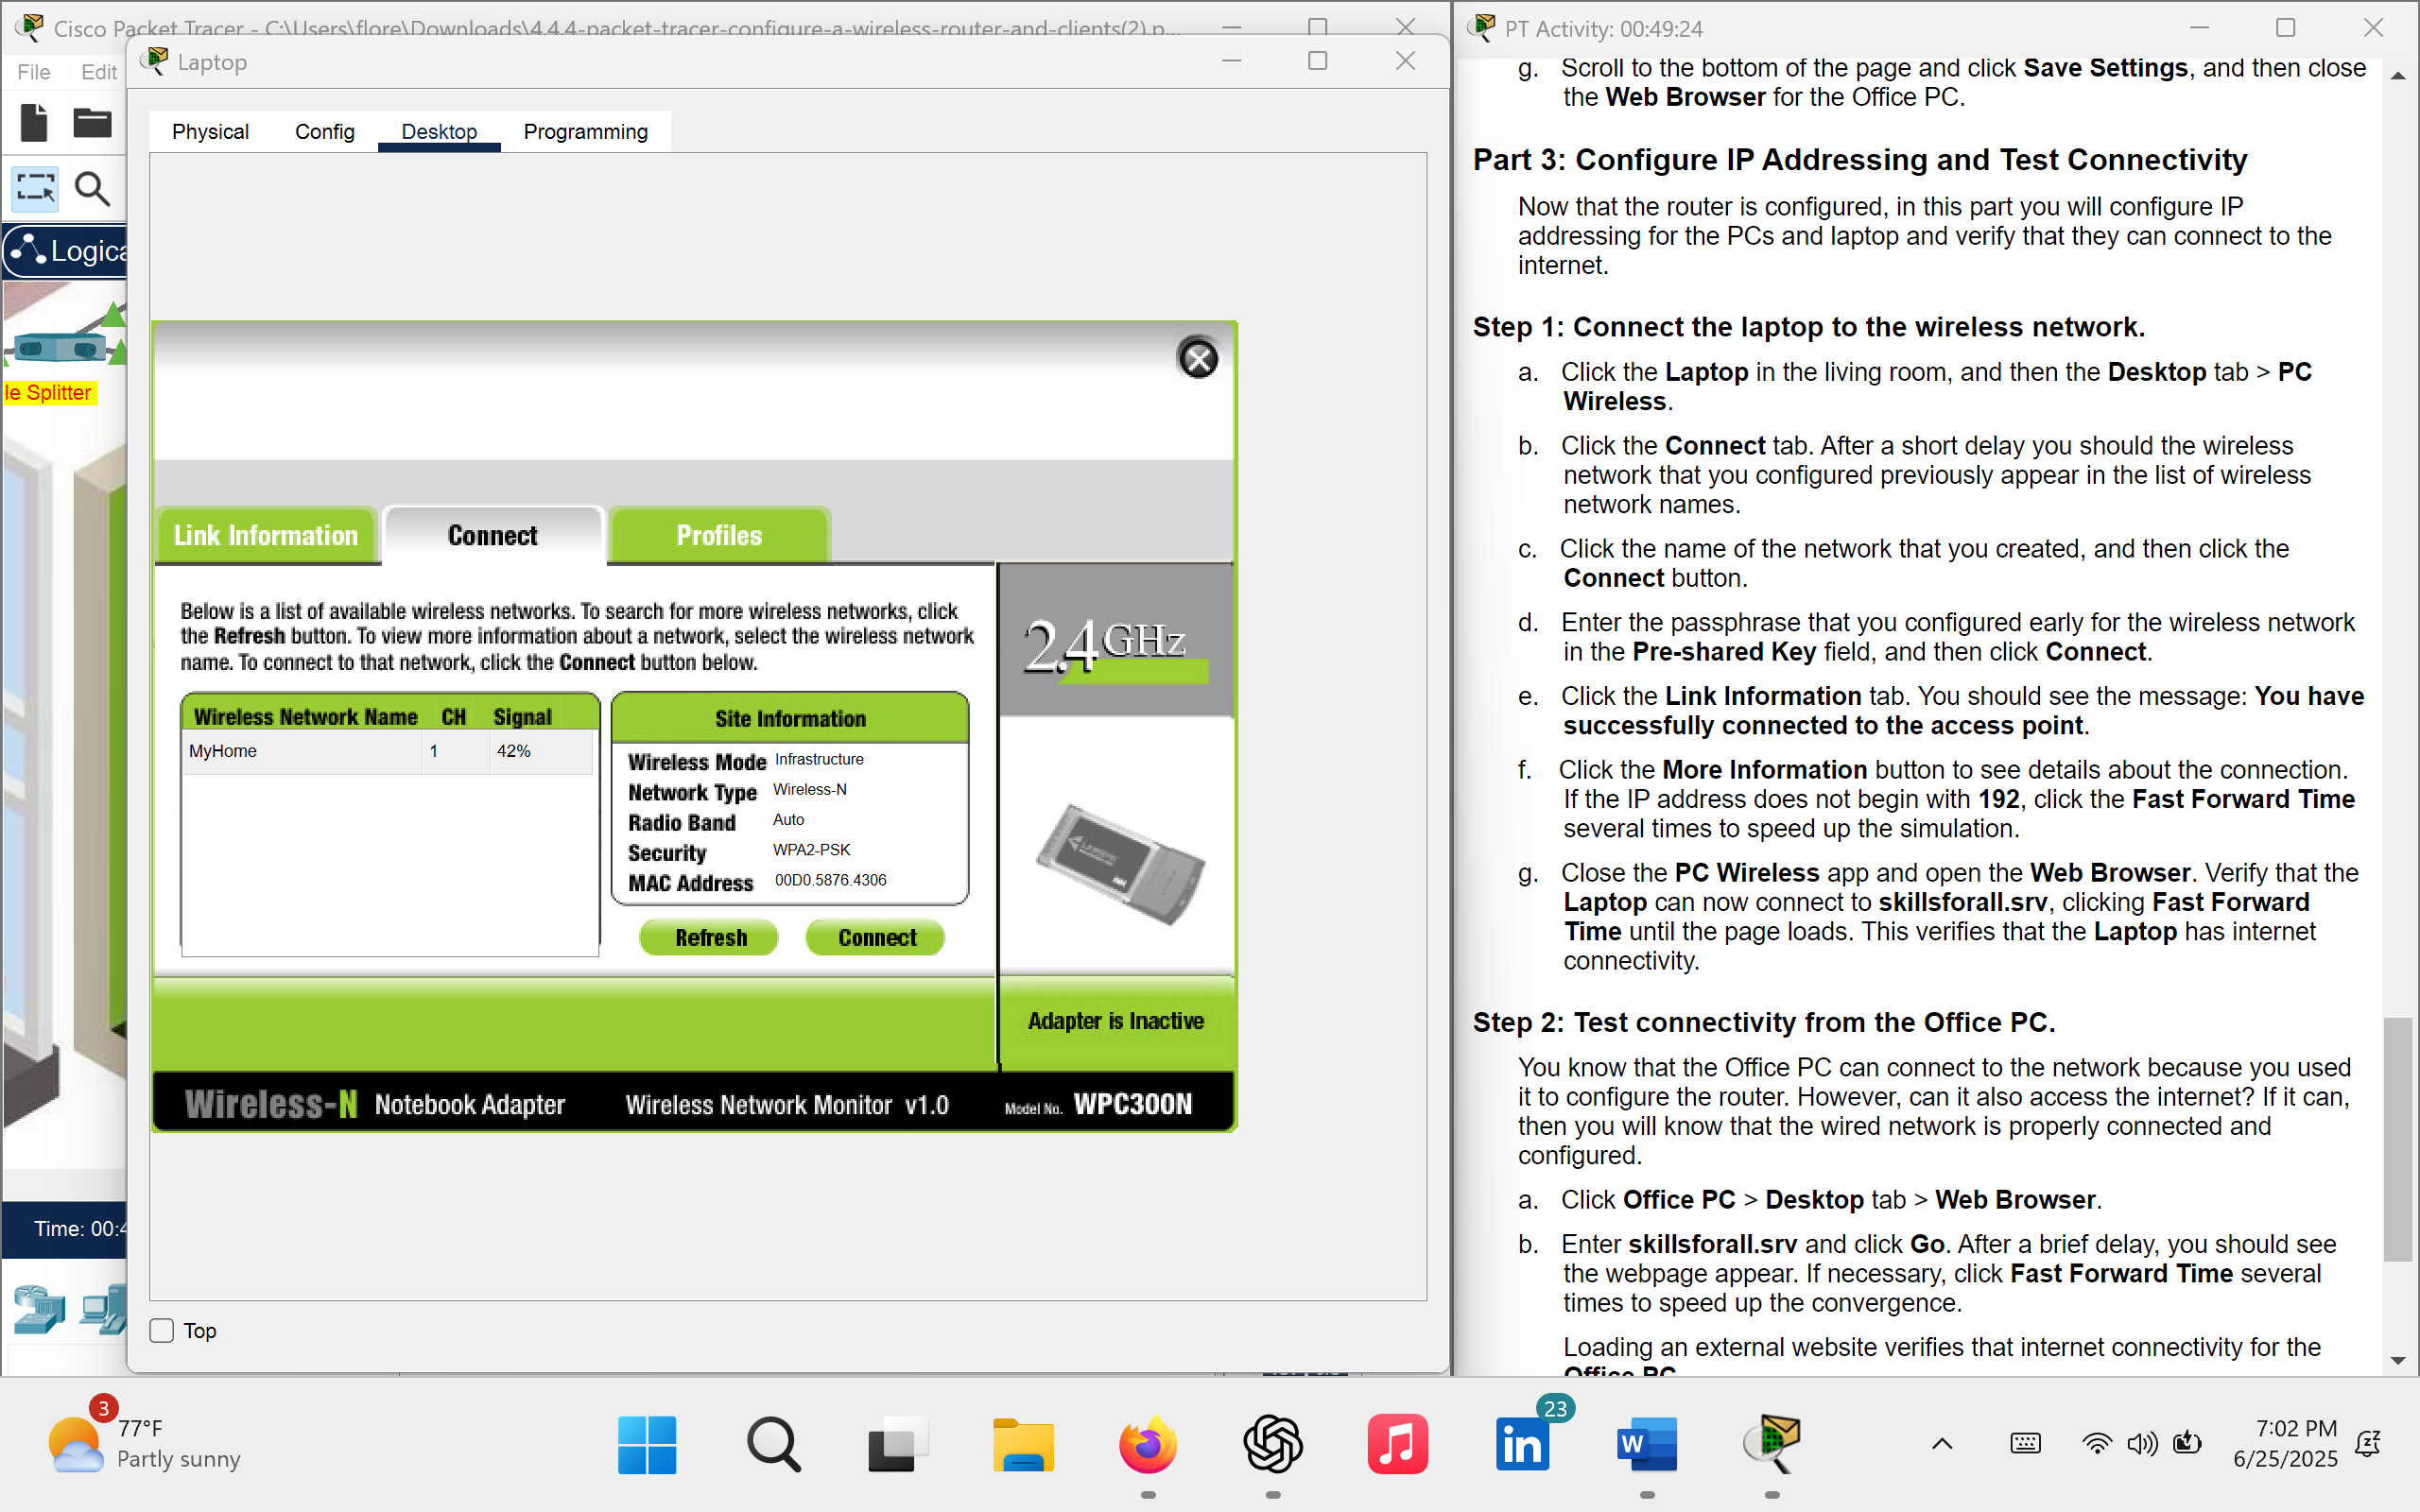 Cisco Packet Tracer - C:\Users\flore\Downloads\4.4.4-packet-tracer-configure-a-wireless-router-and-clients(2).p...
File Edit
Logica
le Splitter
Time: 00:4
Laptop
Physical Config Desktop Programming
Link Information Connect Profiles
Below is a list of available wireless networks. To search for more wireless networks, click
the Refresh button. To view more information about a network, select the wireless network
name. To connect to that network, click the Connect button below.
Wireless Network Name CH Signal
MyHome 1 42%
Site Information
Wireless Mode Infrastructure
Network Type Wireless-N
Radio Band Auto
Security WPA2-PSK
MAC Address 00D0.5876.4306
Refresh Connect
2.4GHz
Adapter is Inactive
Wireless-N Notebook Adapter Wireless Network Monitor v1.0 Model No. WPC300N
Top
PT Activity: 00:49:24
g. Scroll to the bottom of the page and click Save Settings, and then close
the Web Browser for the Office PC.
Part 3: Configure IP Addressing and Test Connectivity
Now that the router is configured, in this part you will configure IP
addressing for the PCs and laptop and verify that they can connect to the
internet.
Step 1: Connect the laptop to the wireless network.
a. Click the Laptop in the living room, and then the Desktop tab > PC
Wireless.
b. Click the Connect tab. After a short delay you should the wireless
network that you configured previously appear in the list of wireless
network names.
c. Click the name of the network that you created, and then click the
Connect button.
d. Enter the passphrase that you configured early for the wireless network
in the Pre-shared Key field, and then click Connect.
e. Click the Link Information tab. You should see the message: You have
successfully connected to the access point.
f. Click the More Information button to see details about the connection.
If the IP address does not begin with 192, click the Fast Forward Time
several times to speed up the simulation.
g. Close the PC Wireless app and open the Web Browser. Verify that the
Laptop can now connect to skillsforall.srv, clicking Fast Forward
Time until the page loads. This verifies that the Laptop has internet
connectivity.
Step 2: Test connectivity from the Office PC.
You know that the Office PC can connect to the network because you used
it to configure the router. However, can it also access the internet? If it can,
then you will know that the wired network is properly connected and
configured.
a. Click Office PC > Desktop tab > Web Browser.
b. Enter skillsforall.srv and click Go. After a brief delay, you should see
the webpage appear. If necessary, click Fast Forward Time several
times to speed up the convergence.
Loading an external website verifies that internet connectivity for the
Office PC
3
77°F
Partly sunny
in
23
W
7:02 PM
6/25/2025